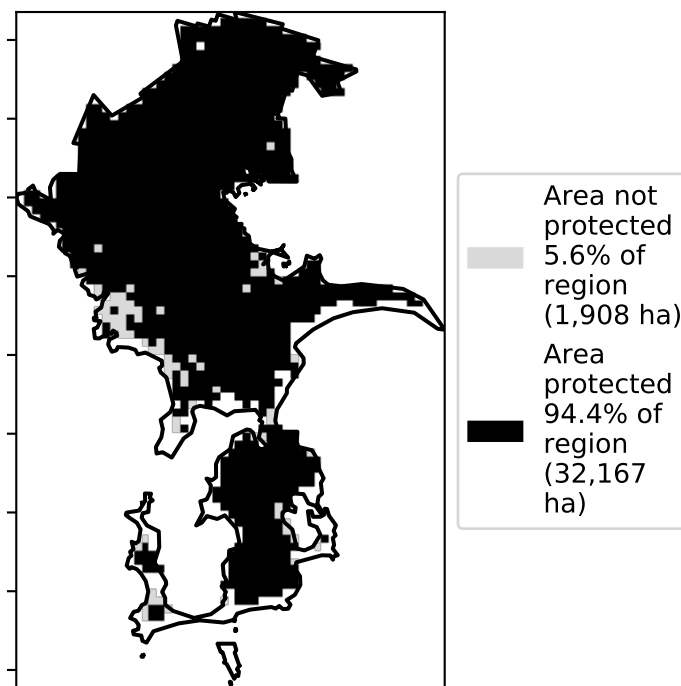 Area not
protected
5.6% of
region
(1,908 ha)
Area
protected
94.4% of
region
(32,167
ha)